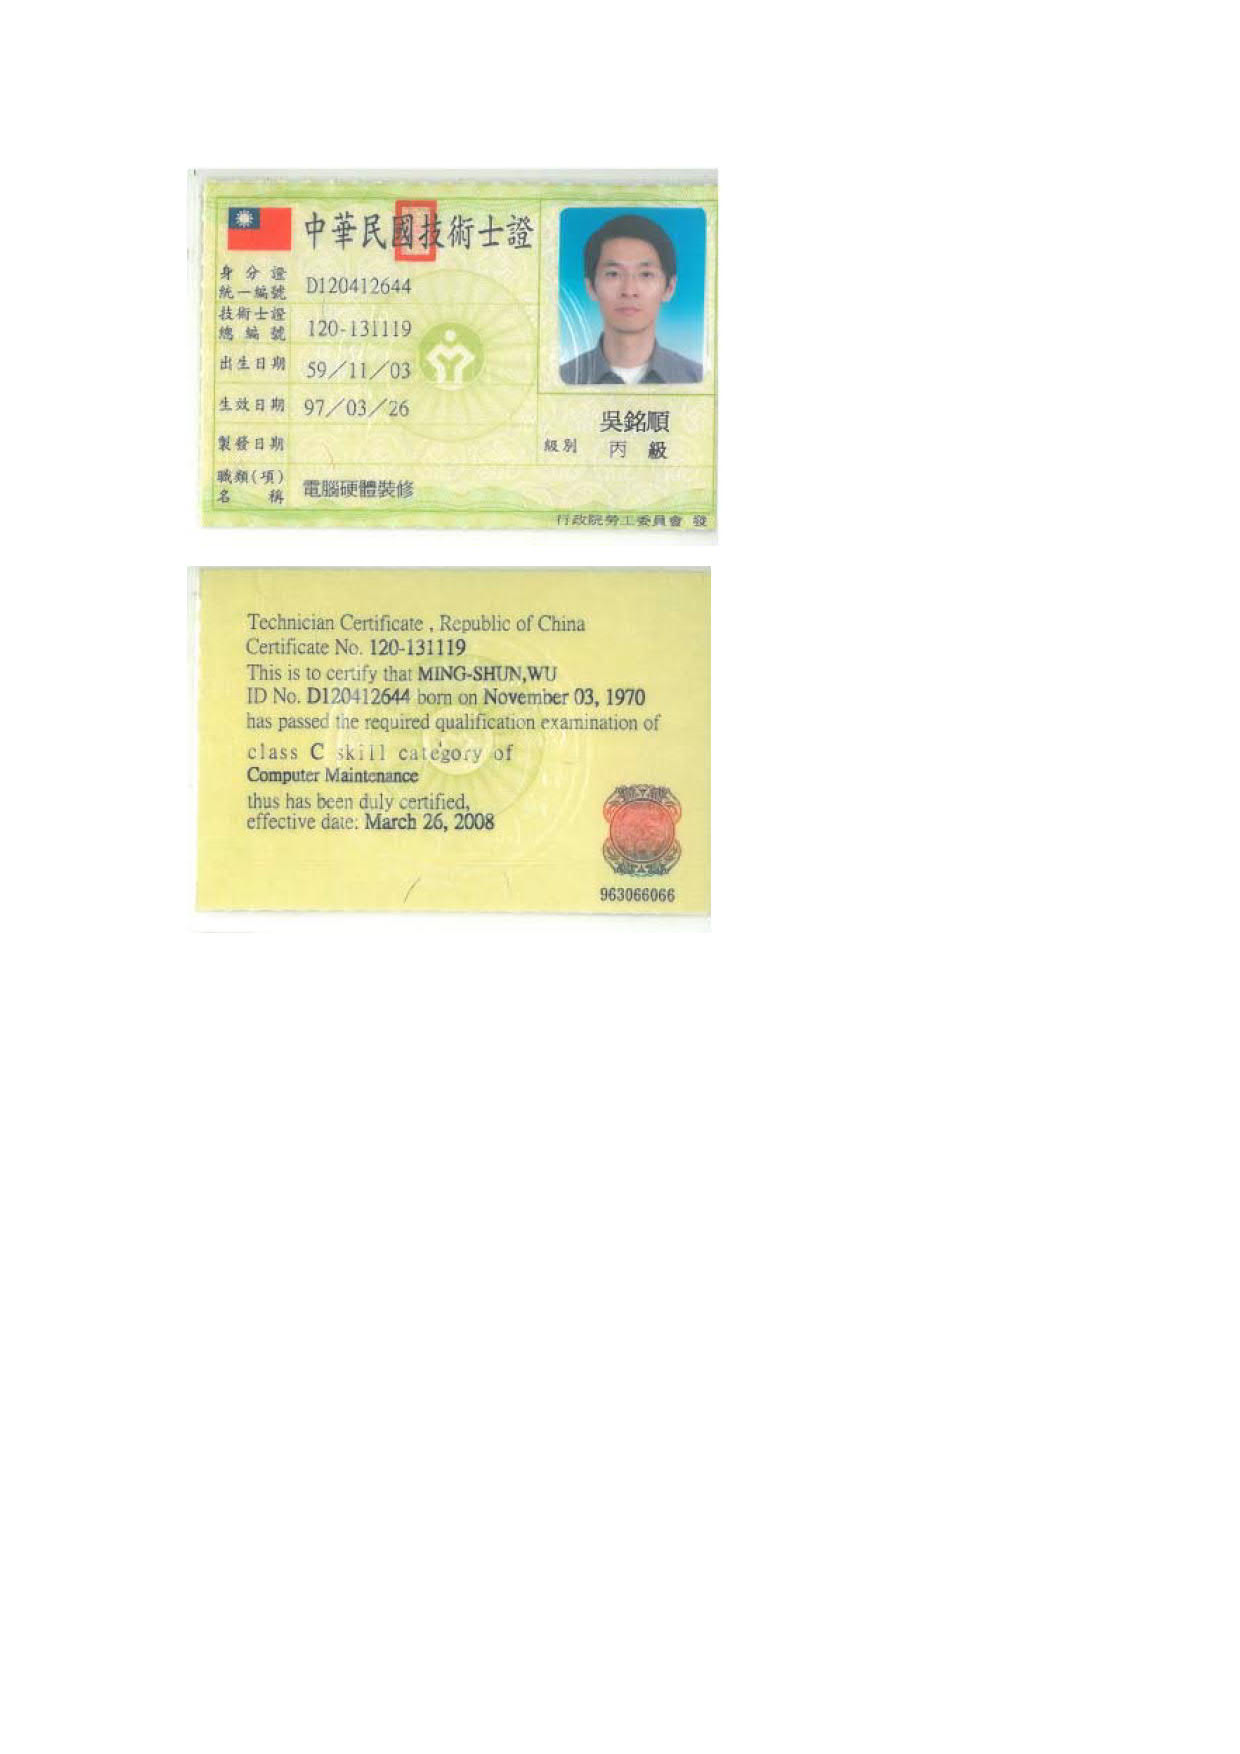 中華民國技術士證
身分證
統一編號 D120412644
技術士證
總編號 120-131119
出生日期 59/11/03
生效日期 97/03/26
製發日期
吳銘順
級別 丙 級
職類(項)
名稱 電腦硬體裝修
行政院勞工委員會 發
Technician Certificate , Republic of China
Certificate No. 120-131119
This is to certify that MING-SHUN,WU
ID No. D120412644 born on November 03, 1970
has passed the required qualification examination of
class C skill category of
Computer Maintenance
thus has been duly certified,
effective date: March 26, 2008
963066066